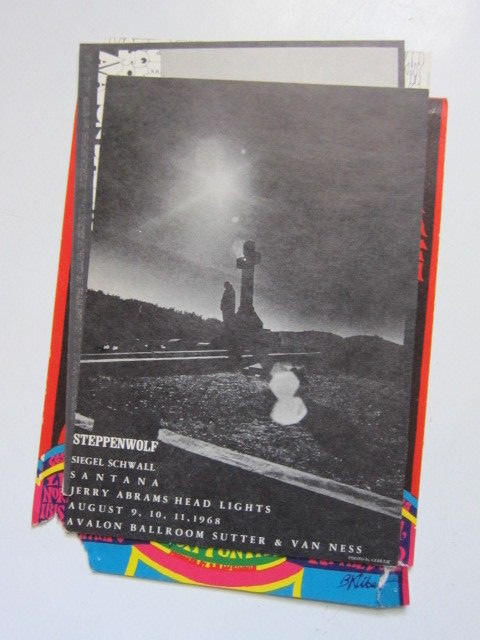 STEPPENWOLF
SIEGEL SCHWALL
SANTANA
JERRY ABRAMS HEAD LIGHTS
AUGUST 9, 10, 11, 1968
AVALON BALLROOM SUTTER & VAN NESS